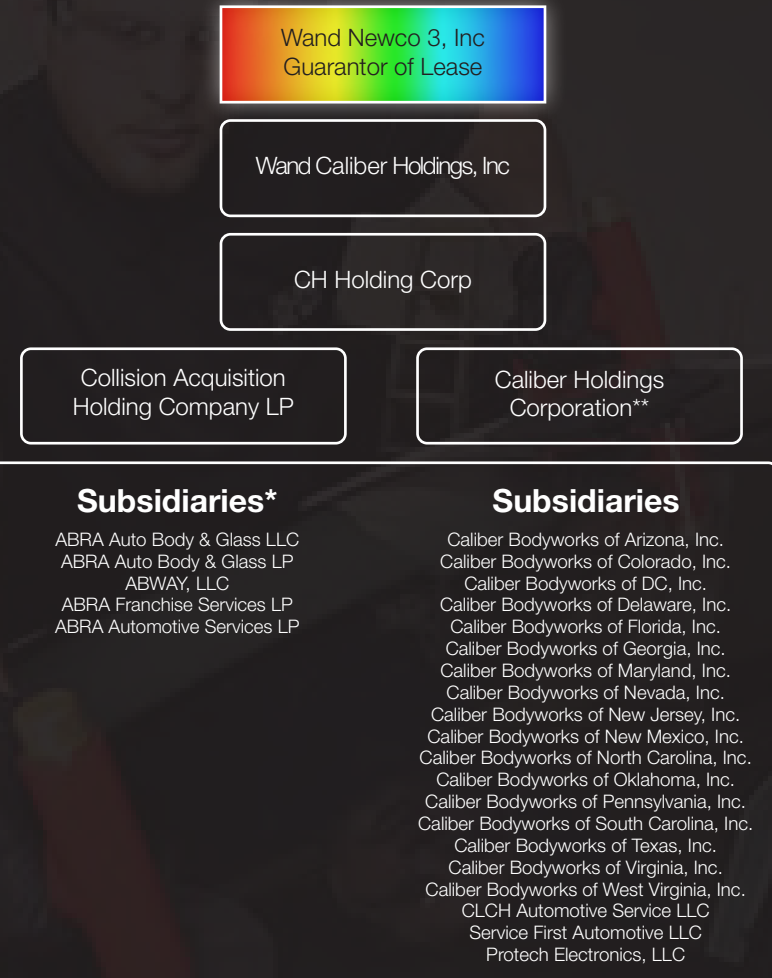 Wand Newco 3, Inc
Guarantor of Lease
Wand Caliber Holdings, Inc
CH Holding Corp
Collision Acquisition
Holding Company LP
Caliber Holdings
Corporation**
Subsidiaries*
ABRA Auto Body & Glass LLC
ABRA Auto Body & Glass LP
ABWAY, LLC
ABRA Franchise Services LP
ABRA Automotive Services LP
Subsidiaries
Caliber Bodyworks of Arizona, Inc.
Caliber Bodyworks of Colorado, Inc.
Caliber Bodyworks of DC, Inc.
Caliber Bodyworks of Delaware, Inc.
Caliber Bodyworks of Florida, Inc.
Caliber Bodyworks of Georgia, Inc.
Caliber Bodyworks of Maryland, Inc.
Caliber Bodyworks of Nevada, Inc.
Caliber Bodyworks of New Jersey, Inc.
Caliber Bodyworks of New Mexico, Inc.
Caliber Bodyworks of North Carolina, Inc.
Caliber Bodyworks of Oklahoma, Inc.
Caliber Bodyworks of Pennsylvania, Inc.
Caliber Bodyworks of South Carolina, Inc.
Caliber Bodyworks of Texas, Inc.
Caliber Bodyworks of Virginia, Inc.
Caliber Bodyworks of West Virginia, Inc.
CLCH Automotive Service LLC
Service First Automotive LLC
Protech Electronics, LLC